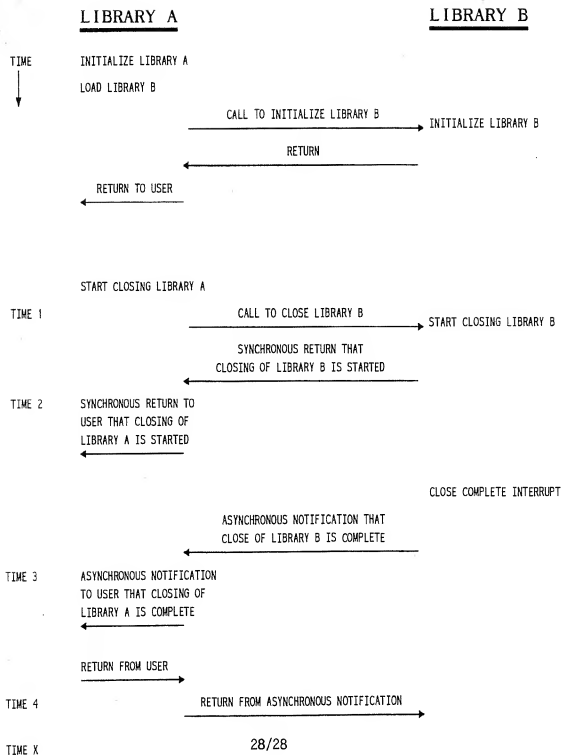 LIBRARY A
LIBRARY B
TIME
INITIALIZE LIBRARY A
LOAD LIBRARY B
CALL TO INITIALIZE LIBRARY B
INITIALIZE LIBRARY B
RETURN
RETURN TO USER
START CLOSING LIBRARY A
TIME 1
CALL TO CLOSE LIBRARY B
START CLOSING LIBRARY B
SYNCHRONOUS RETURN THAT
CLOSING OF LIBRARY B IS STARTED
TIME 2
SYNCHRONOUS RETURN TO
USER THAT CLOSING OF
LIBRARY A IS STARTED
CLOSE COMPLETE INTERRUPT
ASYNCHRONOUS NOTIFICATION THAT
CLOSE OF LIBRARY B IS COMPLETE
TIME 3
ASYNCHRONOUS NOTIFICATION
TO USER THAT CLOSING OF
LIBRARY A IS COMPLETE
RETURN FROM USER
TIME 4
RETURN FROM ASYNCHRONOUS NOTIFICATION
28/28
TIME X